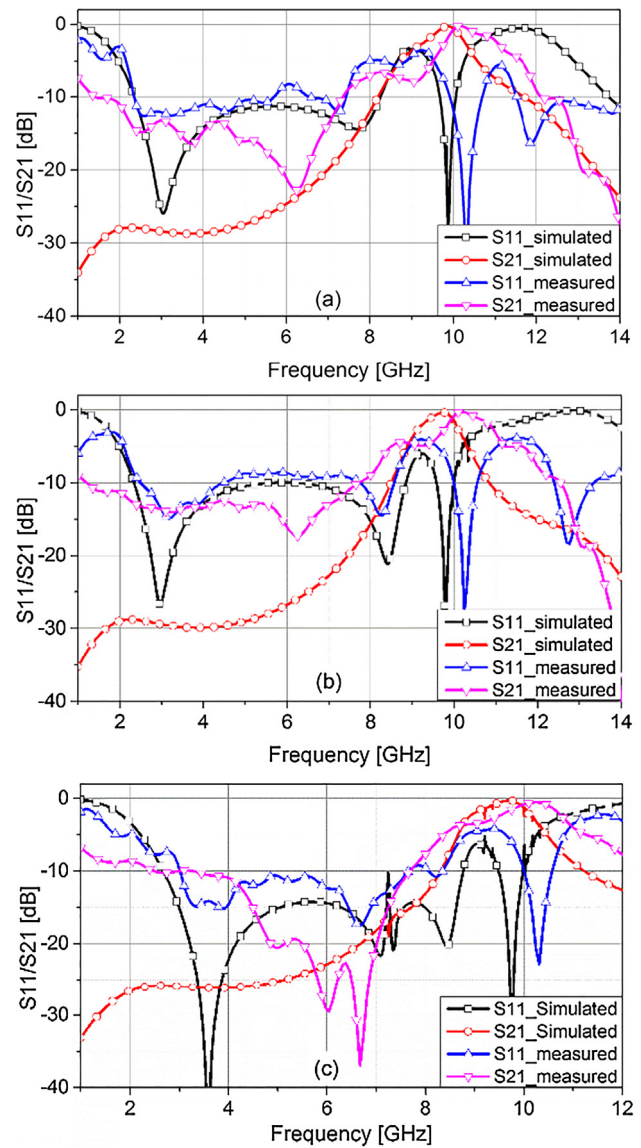 0
-10
-20
-30
-40
S11/S21 [dB]
2 4 6 8 10 12 14
Frequency [GHz]
(a)
S11_simulated
S21_simulated
S11_measured
S21_measured
0
-10
-20
-30
-40
S11/S21 [dB]
2 4 6 8 10 12 14
Frequency [GHz]
(b)
S11_simulated
S21_simulated
S11_measured
S21_measured
0
-10
-20
-30
-40
S11/S21 [dB]
2 4 6 8 10 12
Frequency [GHz]
(c)
S11_Simulated
S21_Simulated
S11_measured
S21_measured